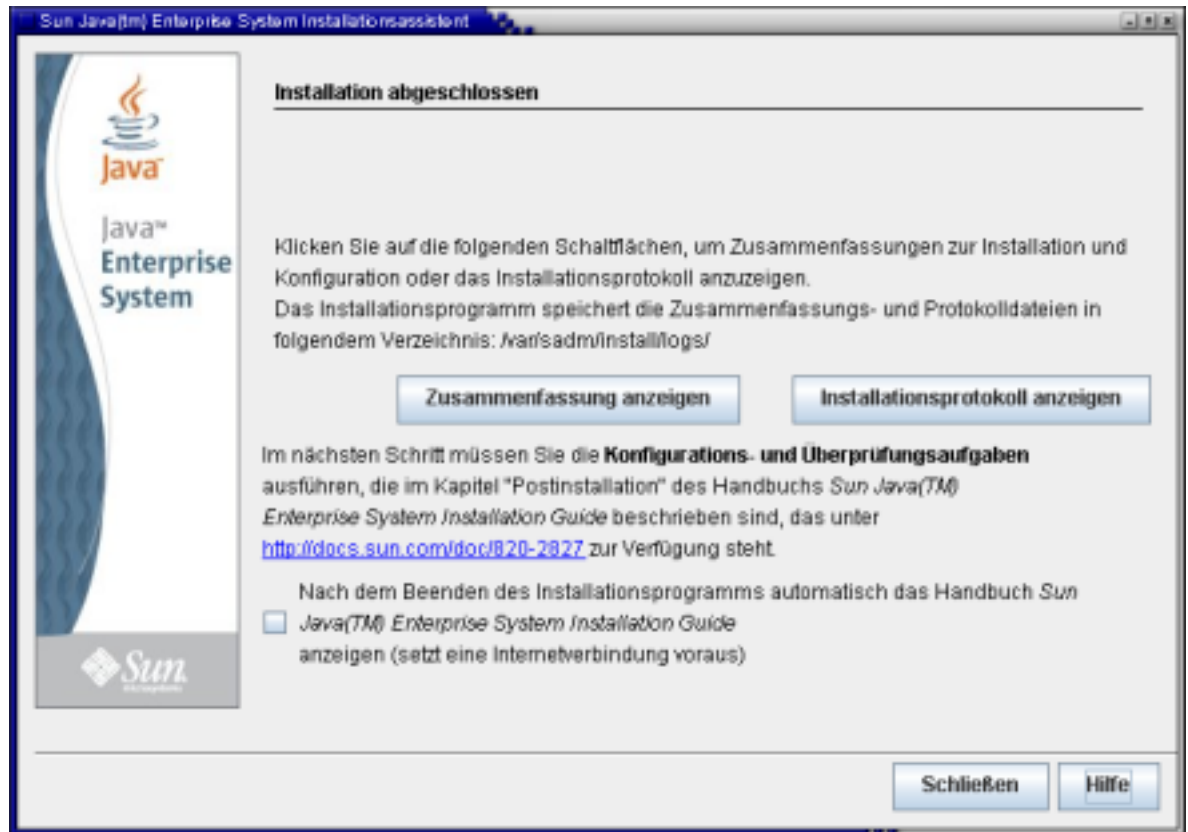 Sun Java(tm) Enterprise System Installationsassistent
Java
Java™
Enterprise
System
Installation abgeschlossen
Klicken Sie auf die folgenden Schaltflächen, um Zusammenfassungen zur Installation und
Konfiguration oder das Installationsprotokoll anzuzeigen.
Das Installationsprogramm speichert die Zusammenfassungs- und Protokolldateien in
folgendem Verzeichnis: /var/sadm/install/logs/
Zusammenfassung anzeigen
Installationsprotokoll anzeigen
Im nächsten Schritt müssen Sie die Konfigurations- und Überprüfungsaufgaben
ausführen, die im Kapitel "Postinstallation" des Handbuchs Sun Java(TM)
Enterprise System Installation Guide beschrieben sind, das unter
http://docs.sun.com/doc/820-2827 zur Verfügung steht.
Nach dem Beenden des Installationsprogramms automatisch das Handbuch Sun
Java(TM) Enterprise System Installation Guide
anzeigen (setzt eine Internetverbindung voraus)
Sun
microsystems
Schließen
Hilfe